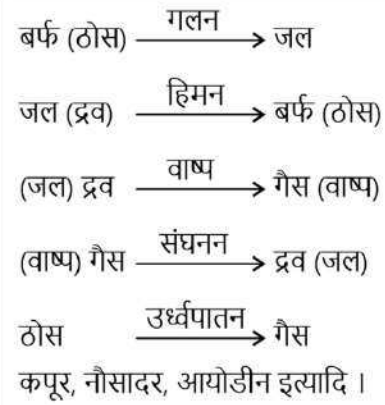 गलन
बर्फ (ठोस) ⟶ जल
हिमन
जल (द्रव) ⟶ बर्फ (ठोस)
वाष्प
(जल) द्रव ⟶ गैस (वाष्प)
संघनन
(वाष्प) गैस ⟶ द्रव (जल)
उर्ध्वपातन
ठोस ⟶ गैस
कपूर, नौसादर, आयोडीन इत्यादि ।